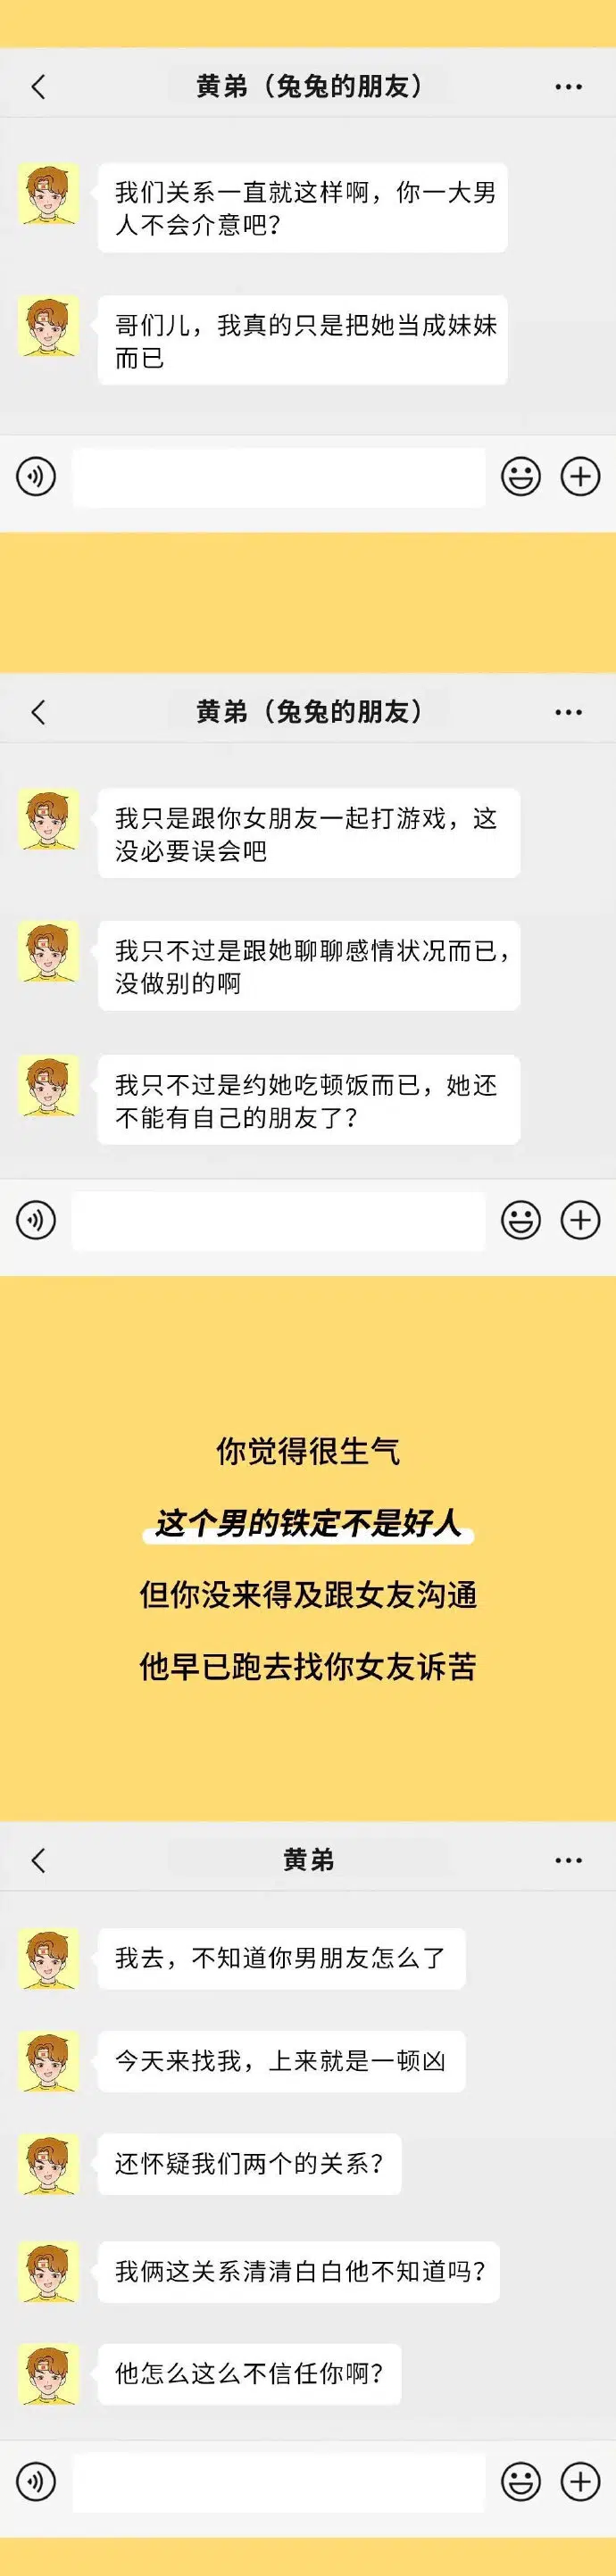 黄弟（兔兔的朋友）
我们关系一直就这样啊，你一大男
人不会介意吧？
哥们儿，我真的只是把她当成妹妹
而已
黄弟（兔兔的朋友）
我只是跟你女朋友一起打游戏，这
没必要误会吧
我只不过是跟她聊聊感情状况而已，
没做别的啊
我只不过是约她吃顿饭而已，她还
不能有自己的朋友了？
你觉得很生气
这个男的铁定不是好人
但你没来得及跟女友沟通
他早已跑去找你女友诉苦
黄弟
我去，不知道你男朋友怎么了
今天来找我，上来就是一顿凶
还怀疑我们两个的关系？
我俩这关系清清白白他不知道吗？
他怎么这么不信任你啊？